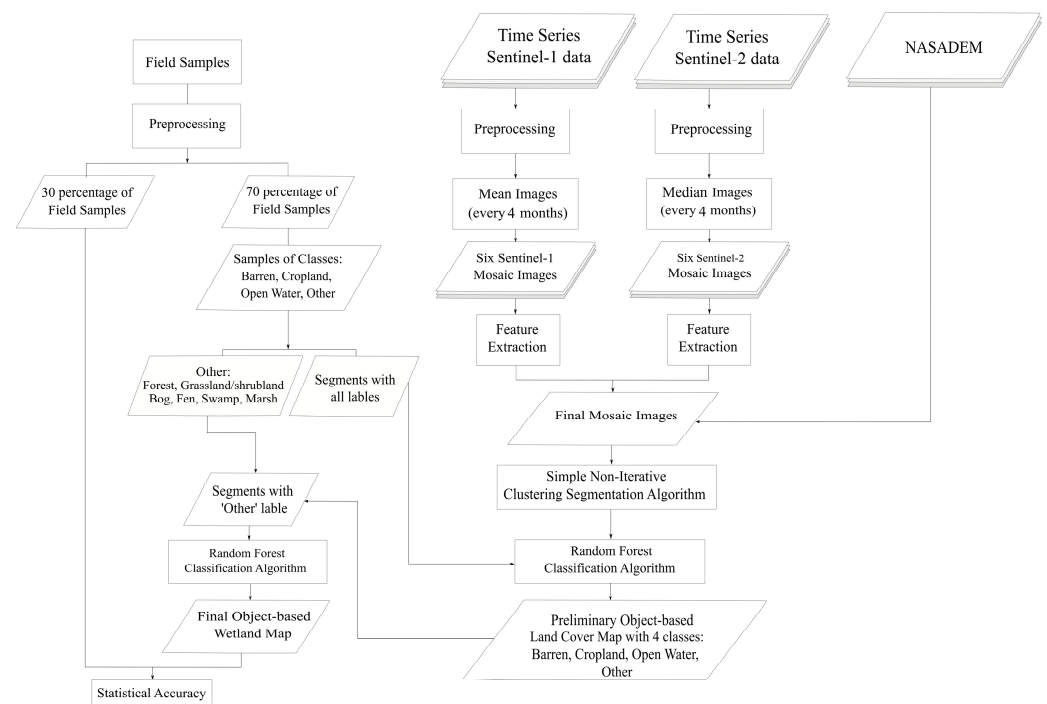 Field Samples
Preprocessing
30 percentage of
Field Samples
70 percentage of
Field Samples
Samples of Classes:
Barren, Cropland,
Open Water, Other
Other:
Forest, Grassland/shrubland
Bog, Fen, Swamp, Marsh
Segments with
all lables
Segments with
'Other' lable
Random Forest
Classification Algorithm
Final Object-based
Wetland Map
Statistical Accuracy
Time Series
Sentinel-1 data
Preprocessing
Mean Images
(every 4 months)
Six Sentinel-1
Mosaic Images
Feature
Extraction
Time Series
Sentinel-2 data
Preprocessing
Median Images
(every 4 months)
Six Sentinel-2
Mosaic Images
Feature
Extraction
NASADEM
Final Mosaic Images
Simple Non-Iterative
Clustering Segmentation Algorithm
Random Forest
Classification Algorithm
Preliminary Object-based
Land Cover Map with 4 classes:
Barren, Cropland, Open Water,
Other